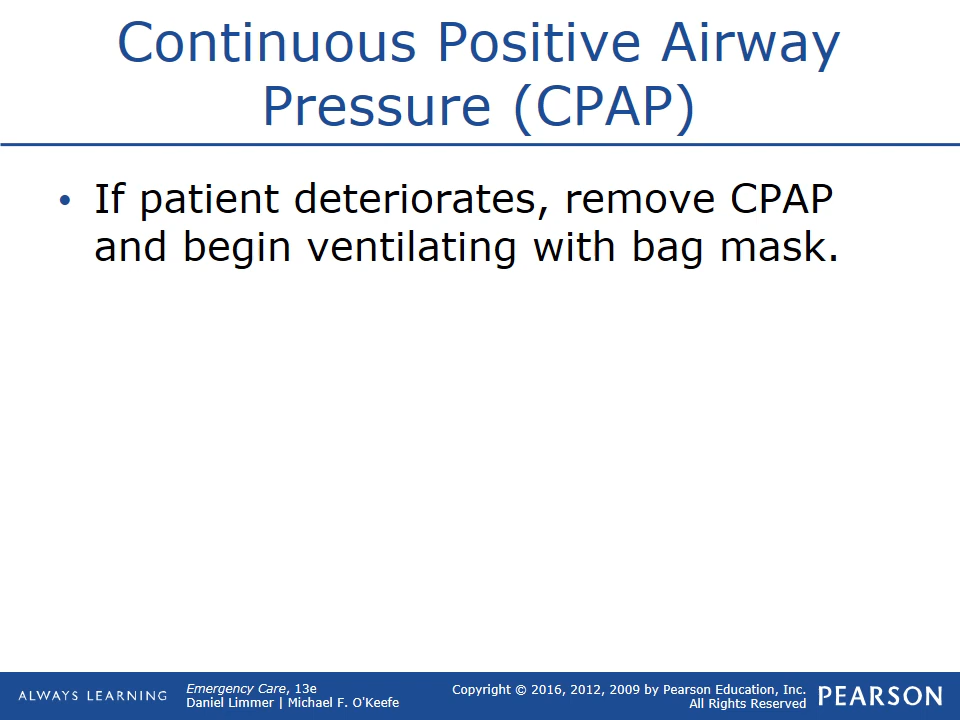 Continuous Positive Airway
Pressure (CPAP)
• If patient deteriorates, remove CPAP
and begin ventilating with bag mask.
ALWAYS LEARNING
Emergency Care, 13e
Daniel Limmer | Michael F. O'Keefe
Copyright © 2016, 2012, 2009 by Pearson Education, Inc.
All Rights Reserved
PEARSON